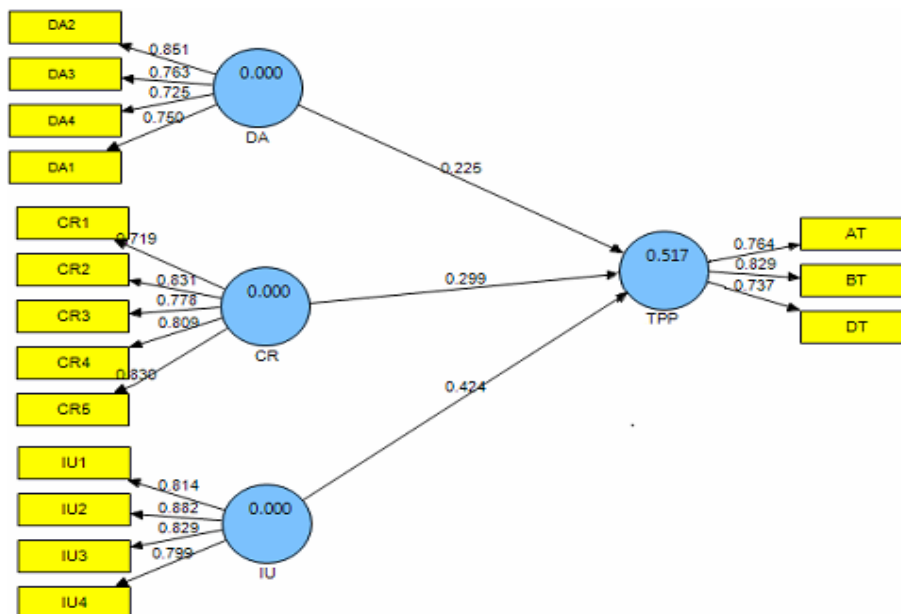 DA2
DA3
DA4
DA1
0.851
0.763
0.725
0.750
0.000
DA
0.225
CR1
CR2
CR3
CR4
CR5
0.719
0.831
0.778
0.809
0.830
0.000
CR
0.299
IU1
IU2
IU3
IU4
0.814
0.882
0.829
0.799
0.000
IU
0.424
0.517
TPP
0.764
0.829
0.737
AT
BT
DT